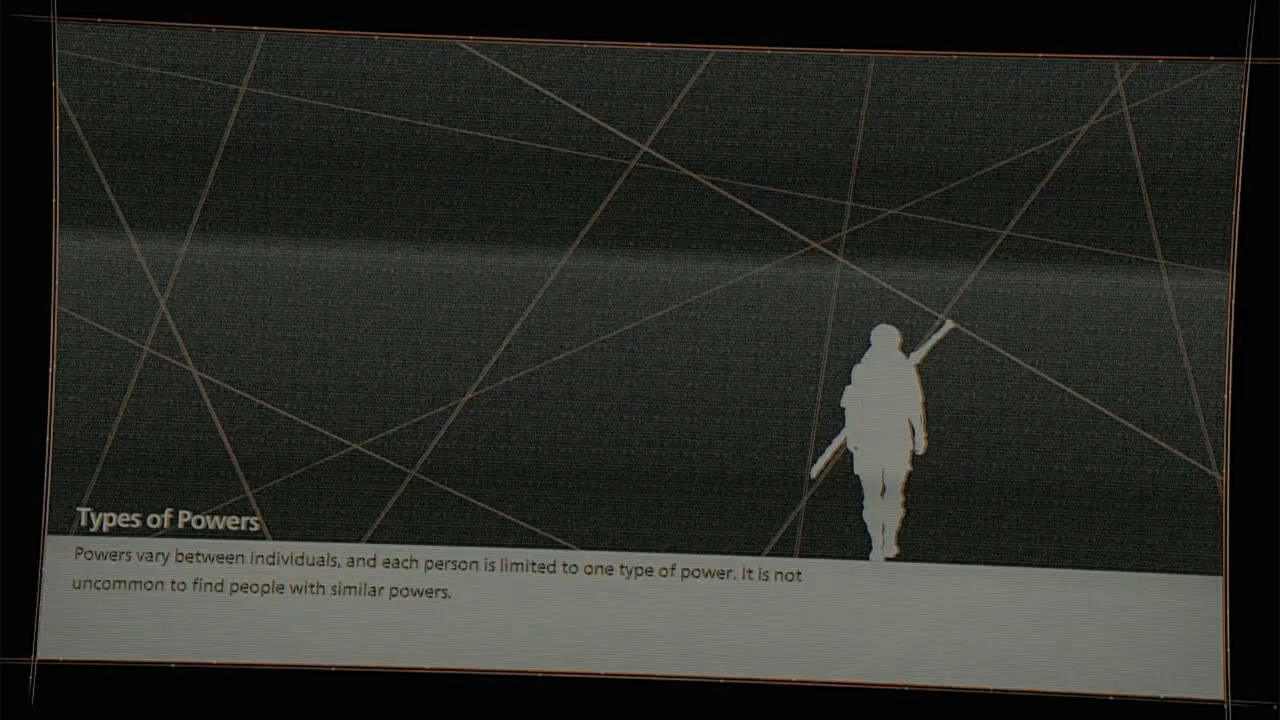 Types of Powers
Powers vary between individuals, and each person is limited to one type of power. It is not
uncommon to find people with similar powers.